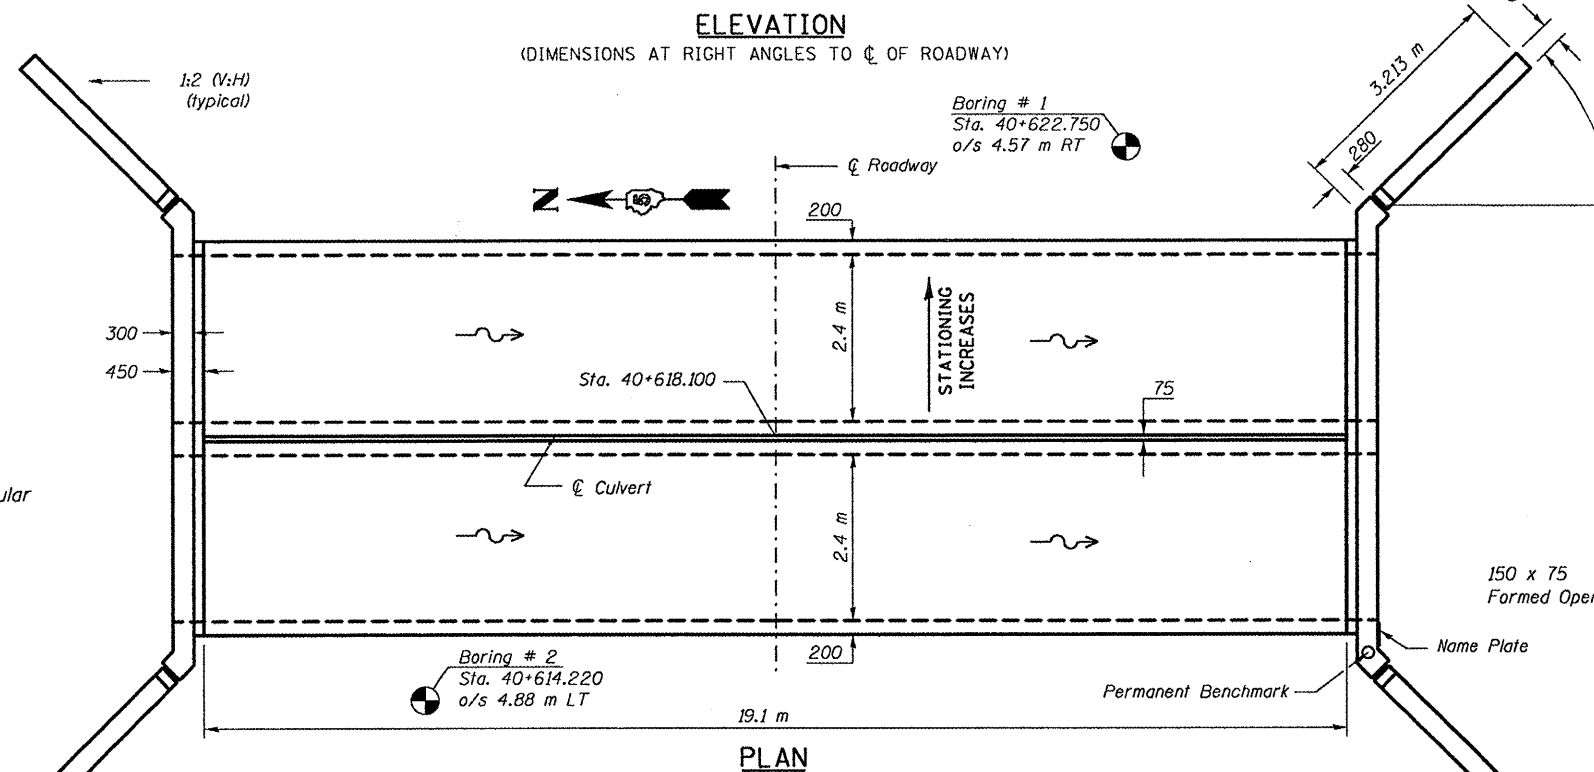 ELEVATION
(DIMENSIONS AT RIGHT ANGLES TO ℄ OF ROADWAY)
1:2 (V:H)
(typical)
Boring # 1
Sta. 40+622.750
o/s 4.57 m RT
3.213 m
280
℄ Roadway
N
200
300
450
2.4 m
STATIONING
INCREASES
Sta. 40+618.100
75
℄ Culvert
ular
2.4 m
150 x 75
Formed Oper
Name Plate
Permanent Benchmark
200
Boring # 2
Sta. 40+614.220
o/s 4.88 m LT
19.1 m
PLAN